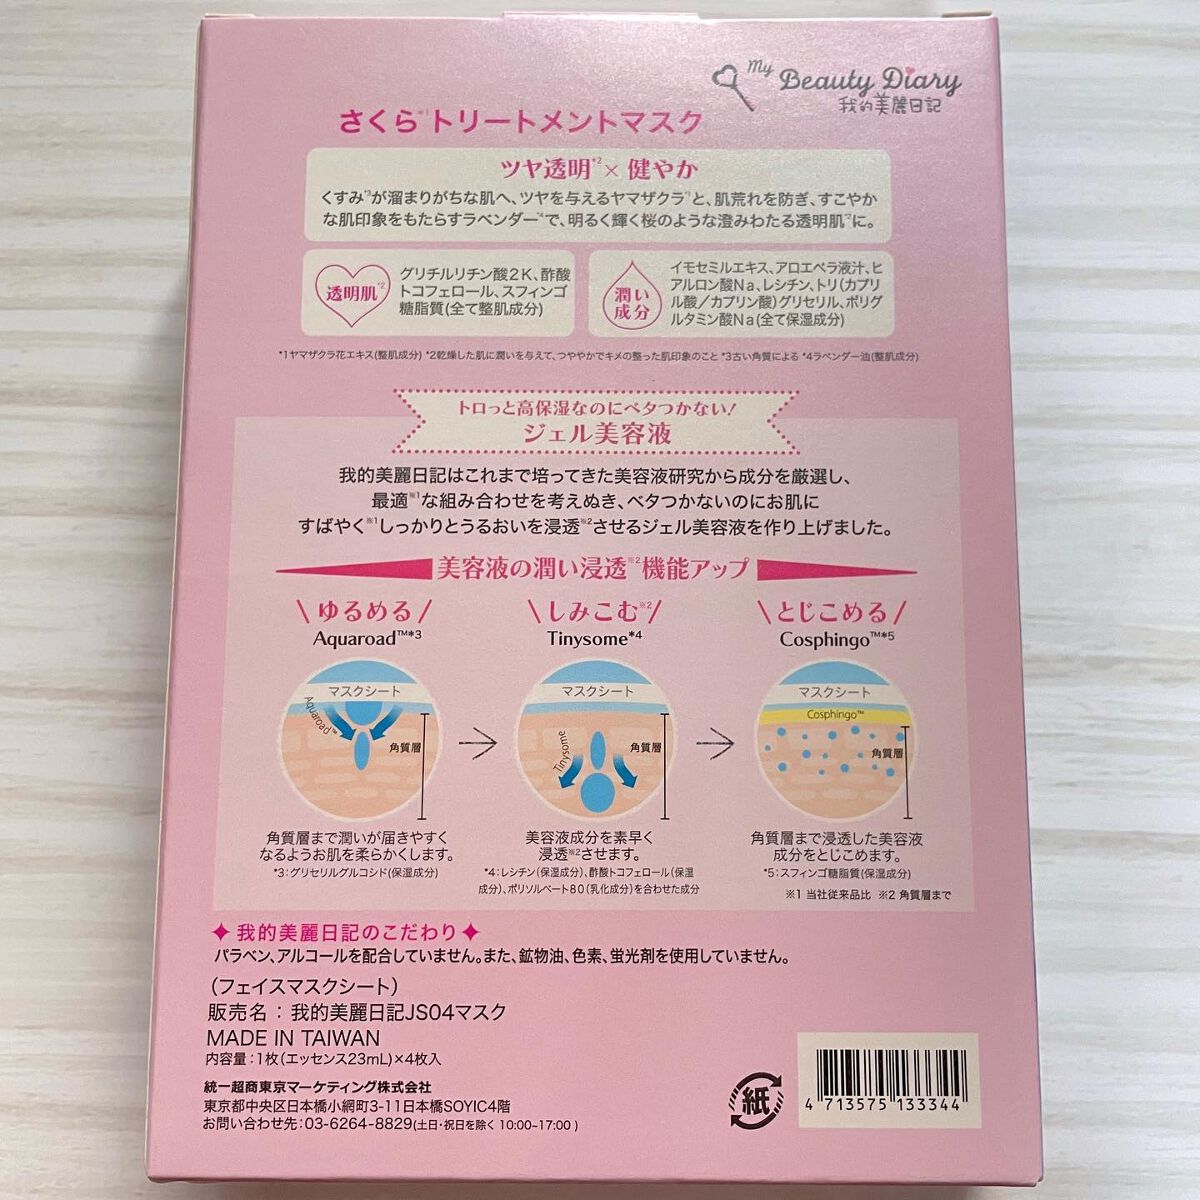 My Beauty Diary
我的美麗日記
さくら*1トリートメントマスク
ツヤ透明*2×健やか
くすみ*3が溜まりがちな肌へ、ツヤを与えるヤマザクラ*1と、肌荒れを防ぎ、すこやか
な肌印象をもたらすラベンダー*4で、明るく輝く桜のような澄みわたる透明肌*2に。
透明肌*2
グリチルリチン酸2K、酢酸
トコフェロール、スフィンゴ
糖脂質(全て整肌成分)
潤い
成分
イモセミルエキス、アロエベラ液汁、ヒ
アルロン酸Na、レシチン、トリ(カプリ
ル酸/カプリン酸)グリセリル、ポリグ
ルタミン酸Na(全て保湿成分)
*1ヤマザクラ花エキス(整肌成分) *2乾燥した肌に潤いを与えて、つややかでキメの整った肌印象のこと *3古い角質による *4ラベンダー油(整肌成分)
トロっと高保湿なのにベタつかない!
ジェル美容液
我的美麗日記はこれまで培ってきた美容液研究から成分を厳選し、
最適※1な組み合わせを考えぬき、ベタつかないのにお肌に
すばやく※1しっかりとうるおいを浸透※2させるジェル美容液を作り上げました。
美容液の潤い浸透※2機能アップ
\ゆるめる/
Aquaroad™*3
マスクシート
Aquaroad™
角質層
角質層まで潤いが届きやすく
なるようお肌を柔らかくします。
*3:グリセリルグルコシド(保湿成分)
\しみこむ※2/
Tinysome*4
マスクシート
Tinysome
角質層
美容液成分を素早く
浸透※2させます。
*4:レシチン(保湿成分)、酢酸トコフェロール(保湿
成分)、ポリソルベート80(乳化成分)を合わせた成分
\とじこめる/
Cosphingo™*5
マスクシート
Cosphingo™
角質層
角質層まで浸透した美容液
成分をとじこめます。
*5:スフィンゴ糖脂質(保湿成分)
※1 当社従来品比 ※2 角質層まで
我的美麗日記のこだわり
パラベン、アルコールを配合していません。また、鉱物油、色素、蛍光剤を使用していません。
(フェイスマスクシート)
販売名:我的美麗日記JS04マスク
MADE IN TAIWAN
内容量:1枚(エッセンス23mL)×4枚入
統一超商東京マーケティング株式会社
東京都中央区日本橋小網町3-11日本橋SOYIC4階
お問い合わせ先:03-6264-8829(土日・祝日を除く 10:00~17:00)
紙
4 713575 133344